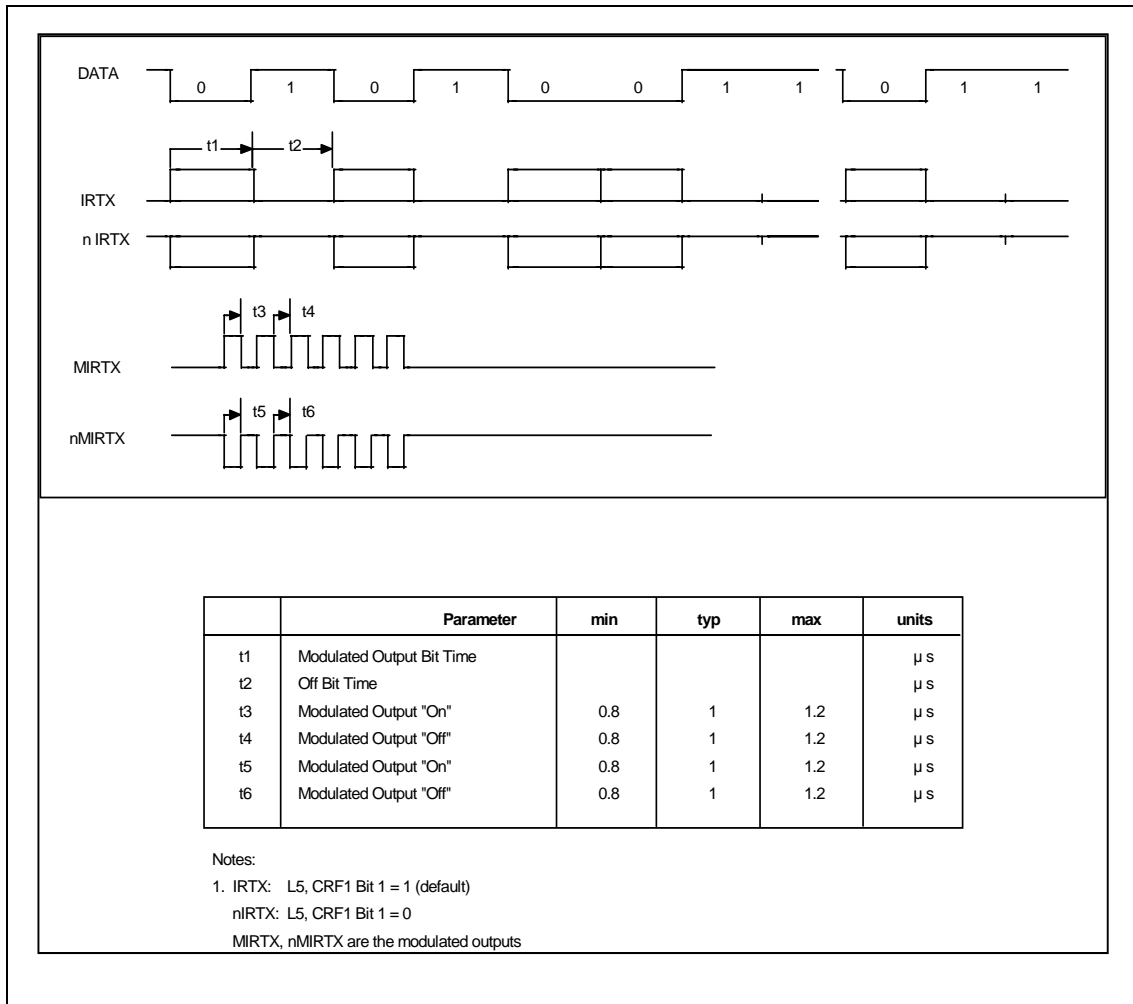 DATA 0 1 0 1 0 0 1 1 0 1 1
t1 t2
IRTX
n IRTX
t3 t4
MIRTX
t5 t6
nMIRTX
Parameter min typ max units
t1 Modulated Output Bit Time µ s
t2 Off Bit Time µ s
t3 Modulated Output "On" 0.8 1 1.2 µ s
t4 Modulated Output "Off" 0.8 1 1.2 µ s
t5 Modulated Output "On" 0.8 1 1.2 µ s
t6 Modulated Output "Off" 0.8 1 1.2 µ s
Notes:
1. IRTX: L5, CRF1 Bit 1 = 1 (default)
nIRTX: L5, CRF1 Bit 1 = 0
MIRTX, nMIRTX are the modulated outputs